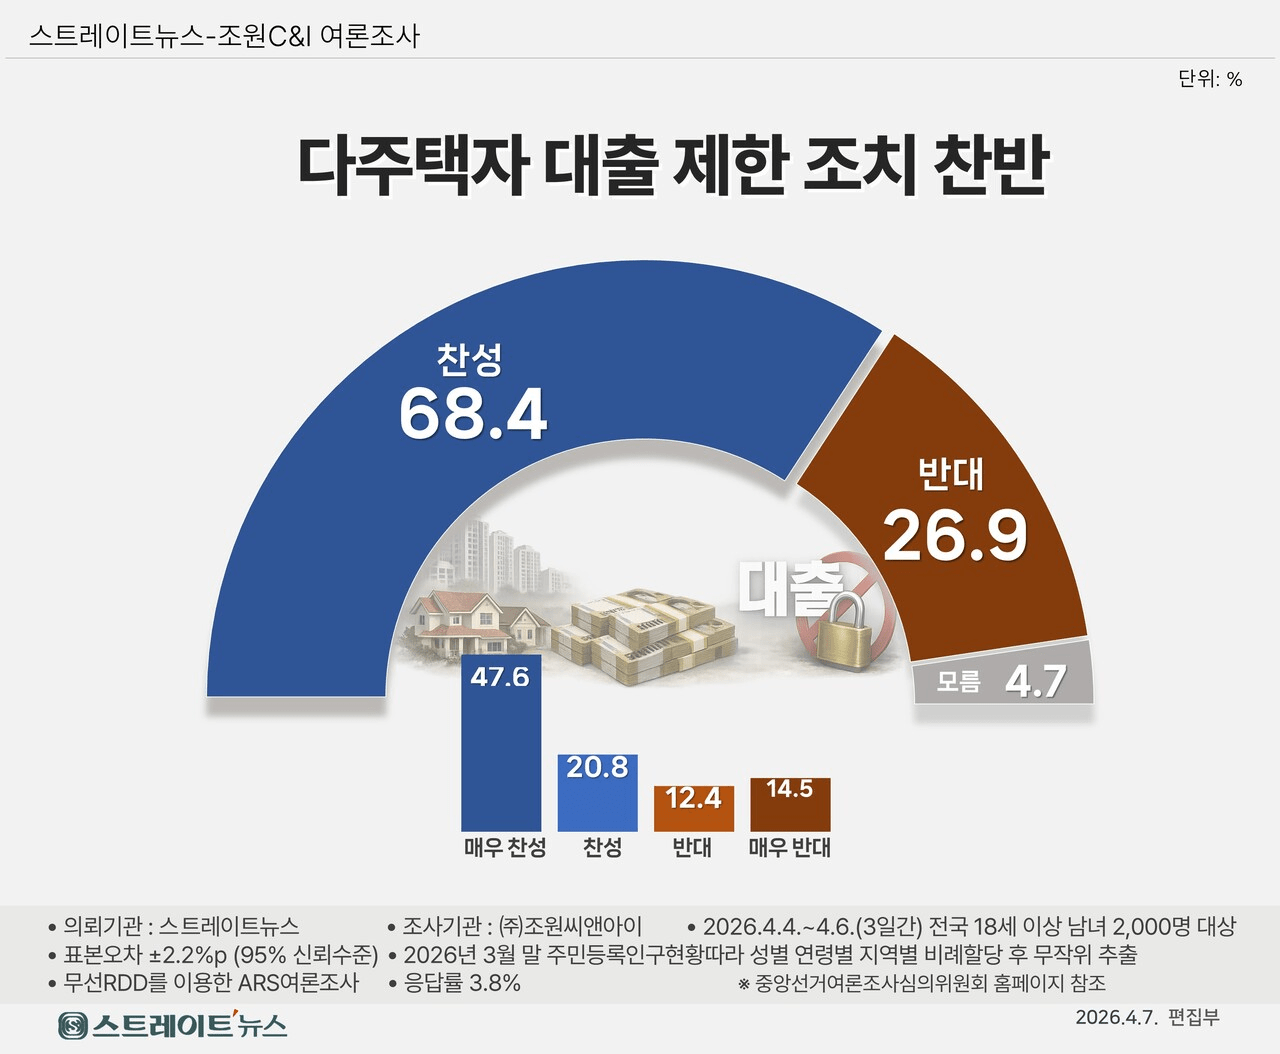 스트레이트뉴스-조원C&I 여론조사
단위: %
다주택자 대출 제한 조치 찬반
찬성
68.4
반대
26.9
모름 4.7
대출
47.6
20.8
12.4
14.5
매우 찬성 찬성 반대 매우 반대
• 의뢰기관 : 스트레이트뉴스 • 조사기관 : ㈜조원씨앤아이 • 2026.4.4.~4.6.(3일간) 전국 18세 이상 남녀 2,000명 대상
• 표본오차 ±2.2%p (95% 신뢰수준) • 2026년 3월 말 주민등록인구현황따라 성별 연령별 지역별 비례할당 후 무작위 추출
• 무선RDD를 이용한 ARS여론조사 • 응답률 3.8% ※ 중앙선거여론조사심의위원회 홈페이지 참조
S 스트레이트'뉴스
2026.4.7. 편집부